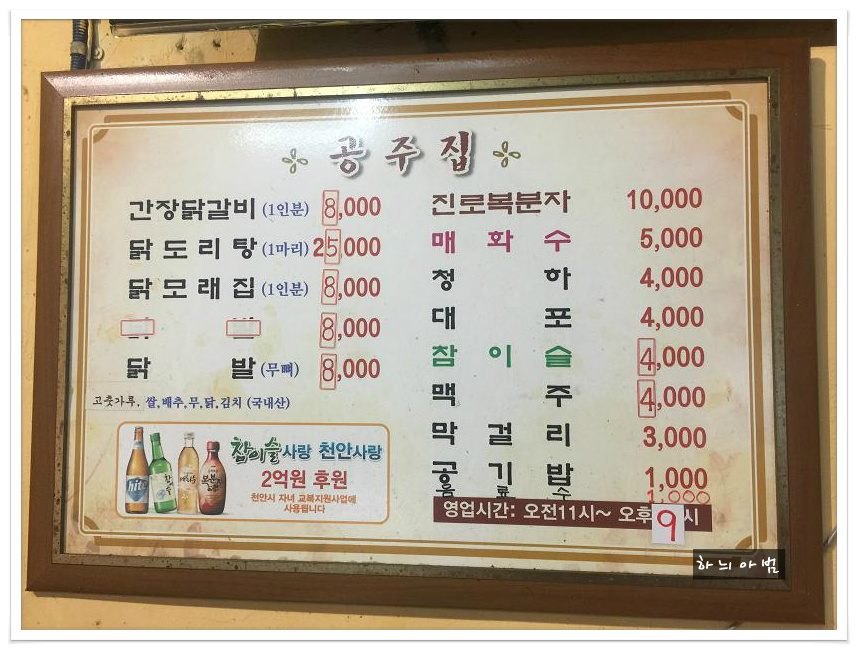 공주집
간장닭갈비 (1인분) 8,000
닭도리탕 (1마리) 25,000
닭모래집 (1인분) 8,000
8,000
닭 발 (무뼈) 8,000
고춧가루, 쌀,배추,무,닭,김치 (국내산)
참이슬사랑 천안사랑
2억원 후원
천안시 자녀 교복지원사업에
사용됩니다
hite
진로복분자 10,000
매화수 5,000
청하 4,000
대포 4,000
참이슬 4,000
맥주 4,000
막걸리 3,000
공기밥 1,000
음료수 1,000
영업시간: 오전11시~ 오후 9시
하늬아범